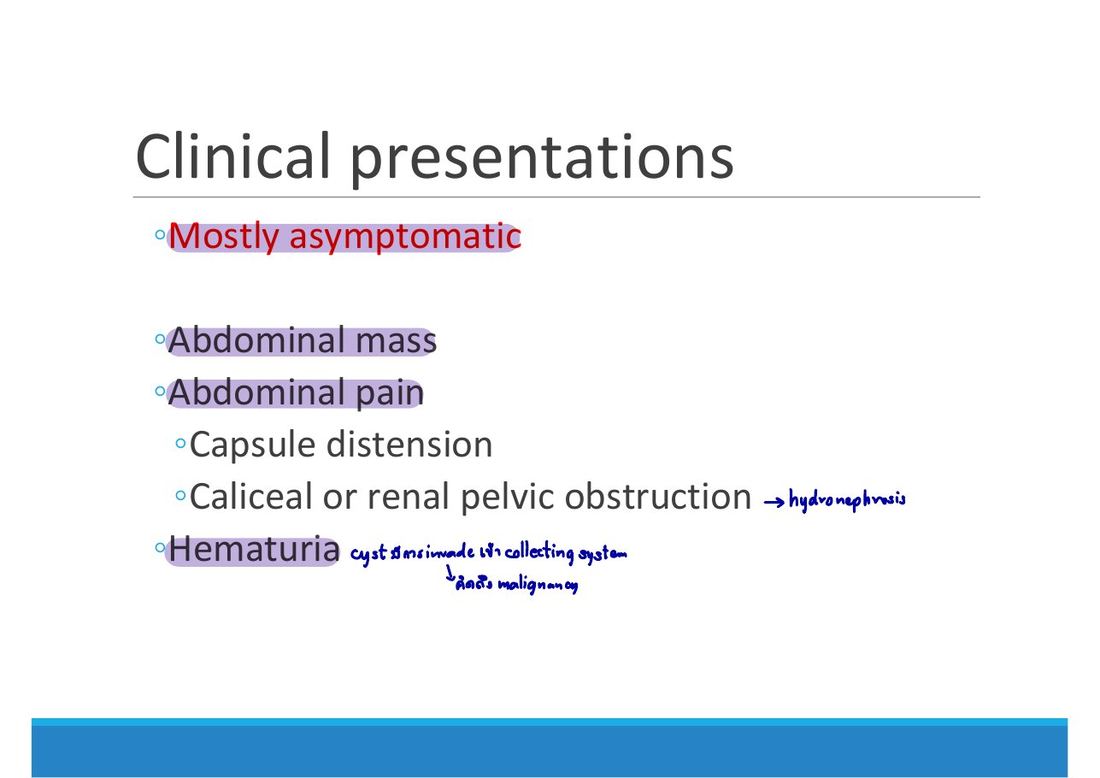 Clinical presentations
◦Mostly asymptomatic
◦Abdominal mass
◦Abdominal pain
◦Capsule distension
◦Caliceal or renal pelvic obstruction → hydronephrosis
◦Hematuria cyst มีการ invade เข้า collecting system
↳ คิดถึง malignancy